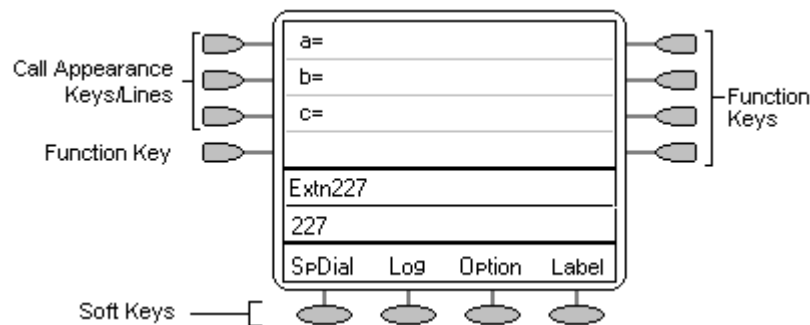 Call Appearance
Keys/Lines
Function Key
a=
b=
c=
Function
Keys
Extn227
227
SpDial Log Option Label
Soft Keys